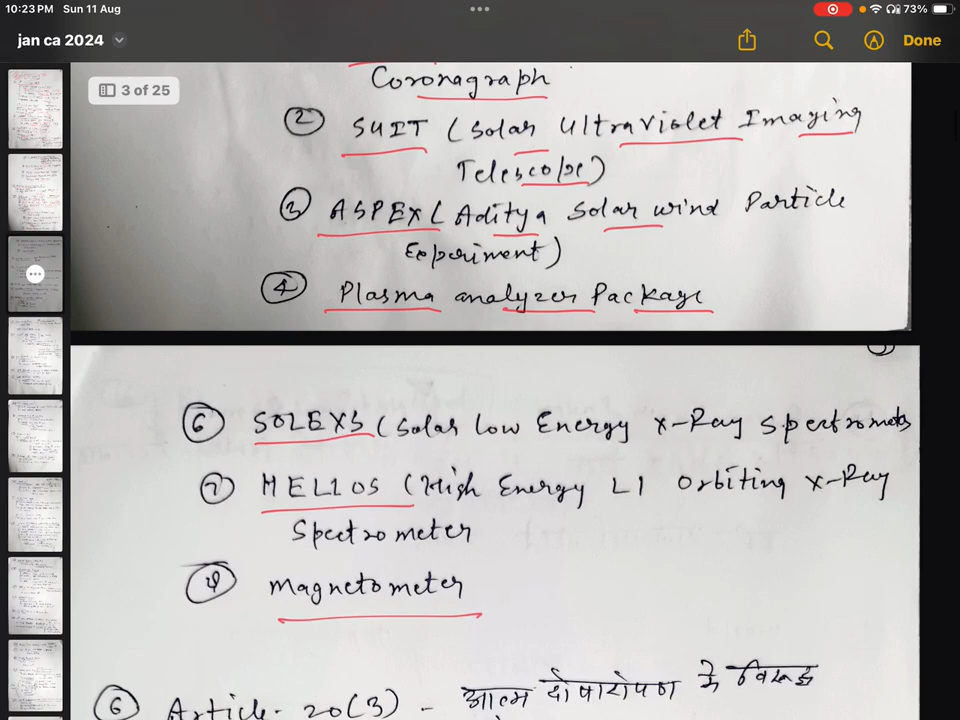 10:23 PM Sun 11 Aug
73%
jan ca 2024
Done
3 of 25
Coronagraph
② SUIT (Solar Ultraviolet Imaging
Telescope)
③ ASPEX (Aditya Solar wind Particle
Experiment)
④ Plasma analyzer Package
⑥ SOLEXS (Solar low Energy X-Ray Spectrometer
⑦ HEL1OS (High Energy L1 Orbiting X-Ray
Spectrometer
magnetometer
⑥ Article- 20(3) - आत्म दोषारोपण के विरुद्ध